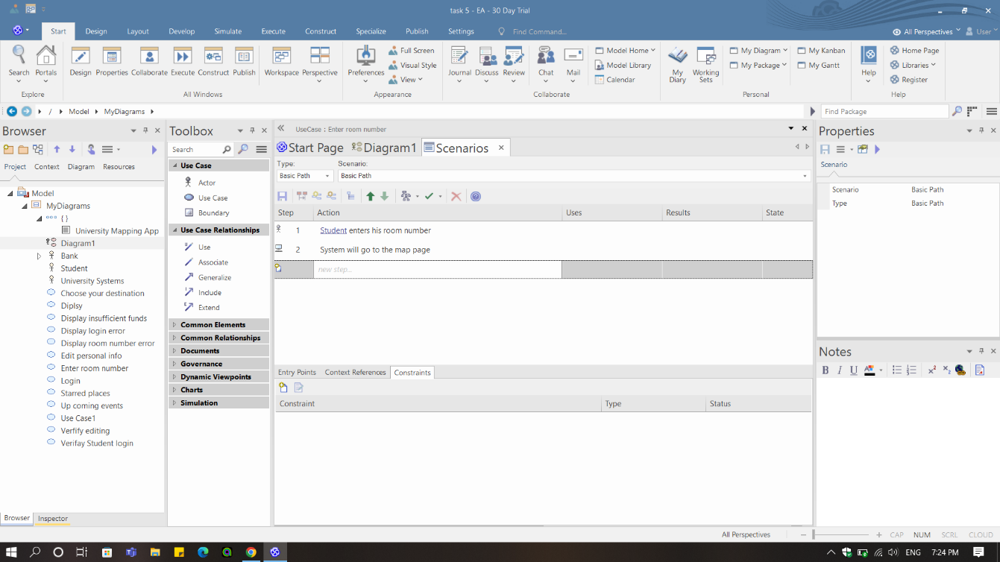 task 5 - EA - 30 Day Trial
Start Design Layout Develop Simulate Execute Construct Specialize Publish Settings Find Command... All Perspectives User
Search Portals Design Properties Collaborate Execute Construct Publish Workspace Perspective Preferences Full Screen Visual Style View Journal Discuss Review Chat Mail Model Home Model Library Calendar My Diary Working Sets My Diagram My Package My Kanban My Gantt Help Home Page Libraries Register
Explore All Windows Appearance Collaborate Personal Help
/ Model MyDiagrams Find Package
Browser
Project Context Diagram Resources
Model
MyDiagrams
{ }
University Mapping App
Diagram1
Bank
Student
University Systems
Choose your destination
Diplsy
Display insufficient funds
Display login error
Display room number error
Edit personal info
Enter room number
Login
Starred places
Up coming events
Use Case1
Verfify editing
Verifay Student login
Browser Inspector
Toolbox
Search
Use Case
Actor
Use Case
Boundary
Use Case Relationships
Use
Associate
Generalize
Include
Extend
Common Elements
Common Relationships
Documents
Governance
Dynamic Viewpoints
Charts
Simulation
UseCase : Enter room number
Start Page Diagram1 Scenarios
Type: Scenario:
Basic Path Basic Path
Step Action Uses Results State
1 Student enters his room number
2 System will go to the map page
new step...
Entry Points Context References Constraints
Constraint Type Status
Properties
Scenario
Scenario Basic Path
Type Basic Path
Notes
B I U
All Perspectives CAP NUM SCRL CLOUD
ENG 7:24 PM